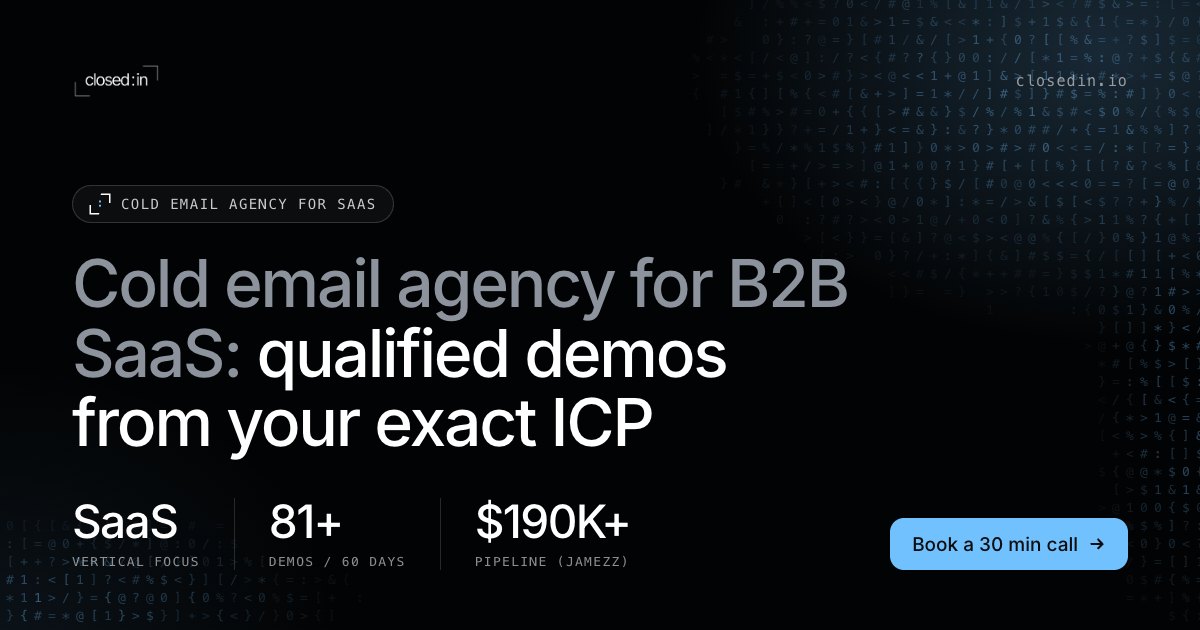 closed:in
closedin.io
COLD EMAIL AGENCY FOR SAAS
Cold email agency for B2B
SaaS: qualified demos
from your exact ICP
SaaS
VERTICAL FOCUS
81+
DEMOS / 60 DAYS
$190K+
PIPELINE (JAMEZZ)
Book a 30 min call →